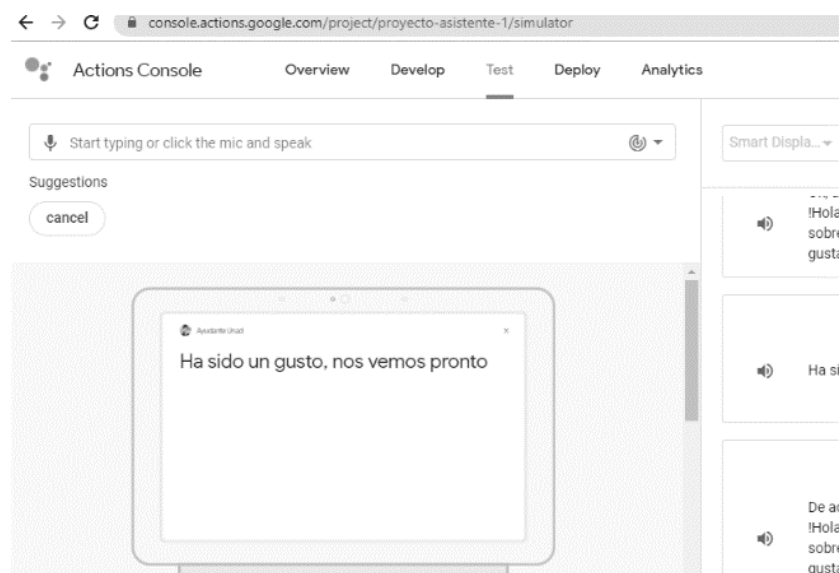 console.actions.google.com/project/proyecto-asistente-1/simulator
Actions Console Overview Develop Test Deploy Analytics
Start typing or click the mic and speak
Smart Displa...
Suggestions
cancel
!Hola
sobre
gusta
Ayudante Unad
Ha sido un gusto, nos vemos pronto
Ha si
De ac
!Hola
sobre
gusta